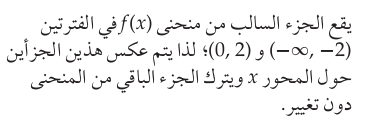 يقع الجزء السالب من منحنى f(x) في الفترتين
(−∞, −2) و (0, 2)؛ لذا يتم عكس هذين الجزأين
حول المحور x ويترك الجزء الباقي من المنحنى
دون تغيير.